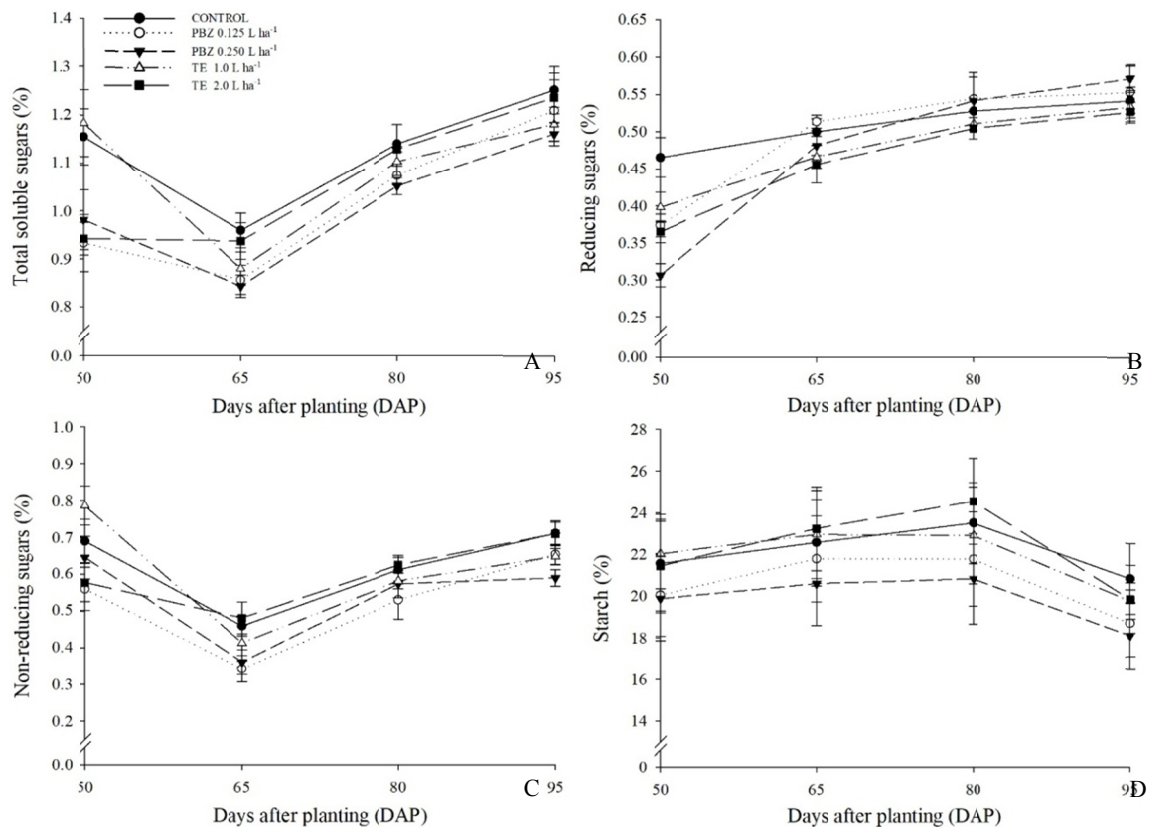 CONTROL
PBZ 0.125 L ha⁻¹
PBZ 0.250 L ha⁻¹
TE 1.0 L ha⁻¹
TE 2.0 L ha⁻¹
Total soluble sugars (%)
1.4
1.3
1.2
1.1
1.0
0.9
0.8
0.0
50 65 80 95
A
Days after planting (DAP)
Reducing sugars (%)
0.65
0.60
0.55
0.50
0.45
0.40
0.35
0.30
0.25
0.00
50 65 80 95
B
Days after planting (DAP)
Non-reducing sugars (%)
1.0
0.9
0.8
0.7
0.6
0.5
0.4
0.3
0.2
0.0
50 65 80 95
C
Days after planting (DAP)
Starch (%)
28
26
24
22
20
18
16
14
0
50 65 80 95
D
Days after planting (DAP)